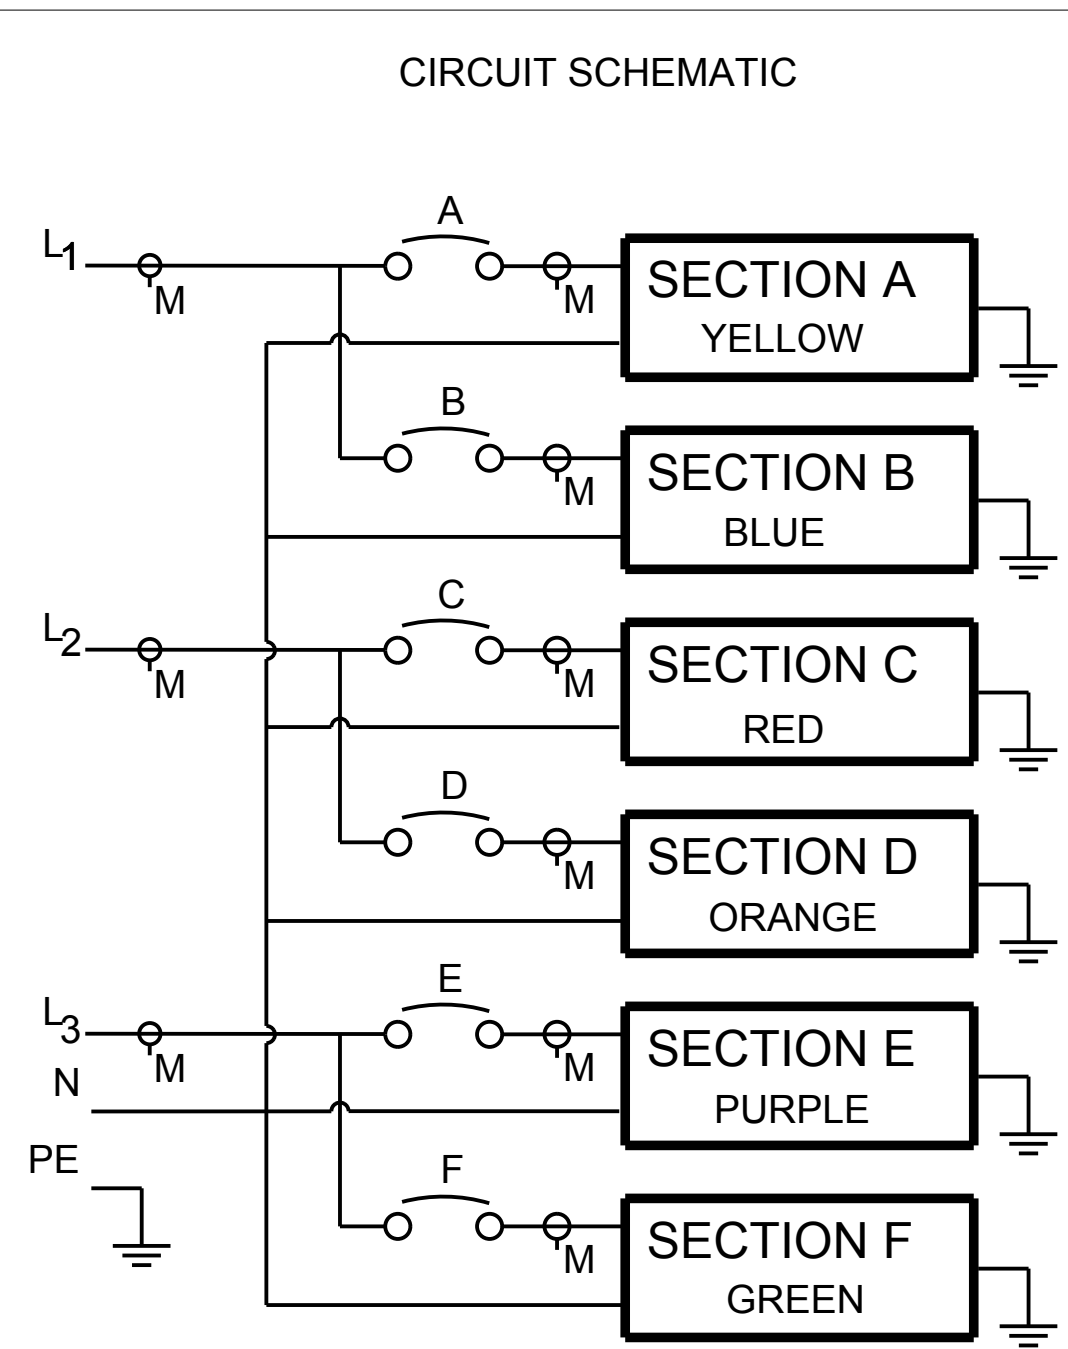 CIRCUIT SCHEMATIC
A
L1
M
M
SECTION A
YELLOW
B
M
SECTION B
BLUE
C
L2
M
M
SECTION C
RED
D
M
SECTION D
ORANGE
E
L3
M
M
SECTION E
PURPLE
N
PE
F
M
SECTION F
GREEN